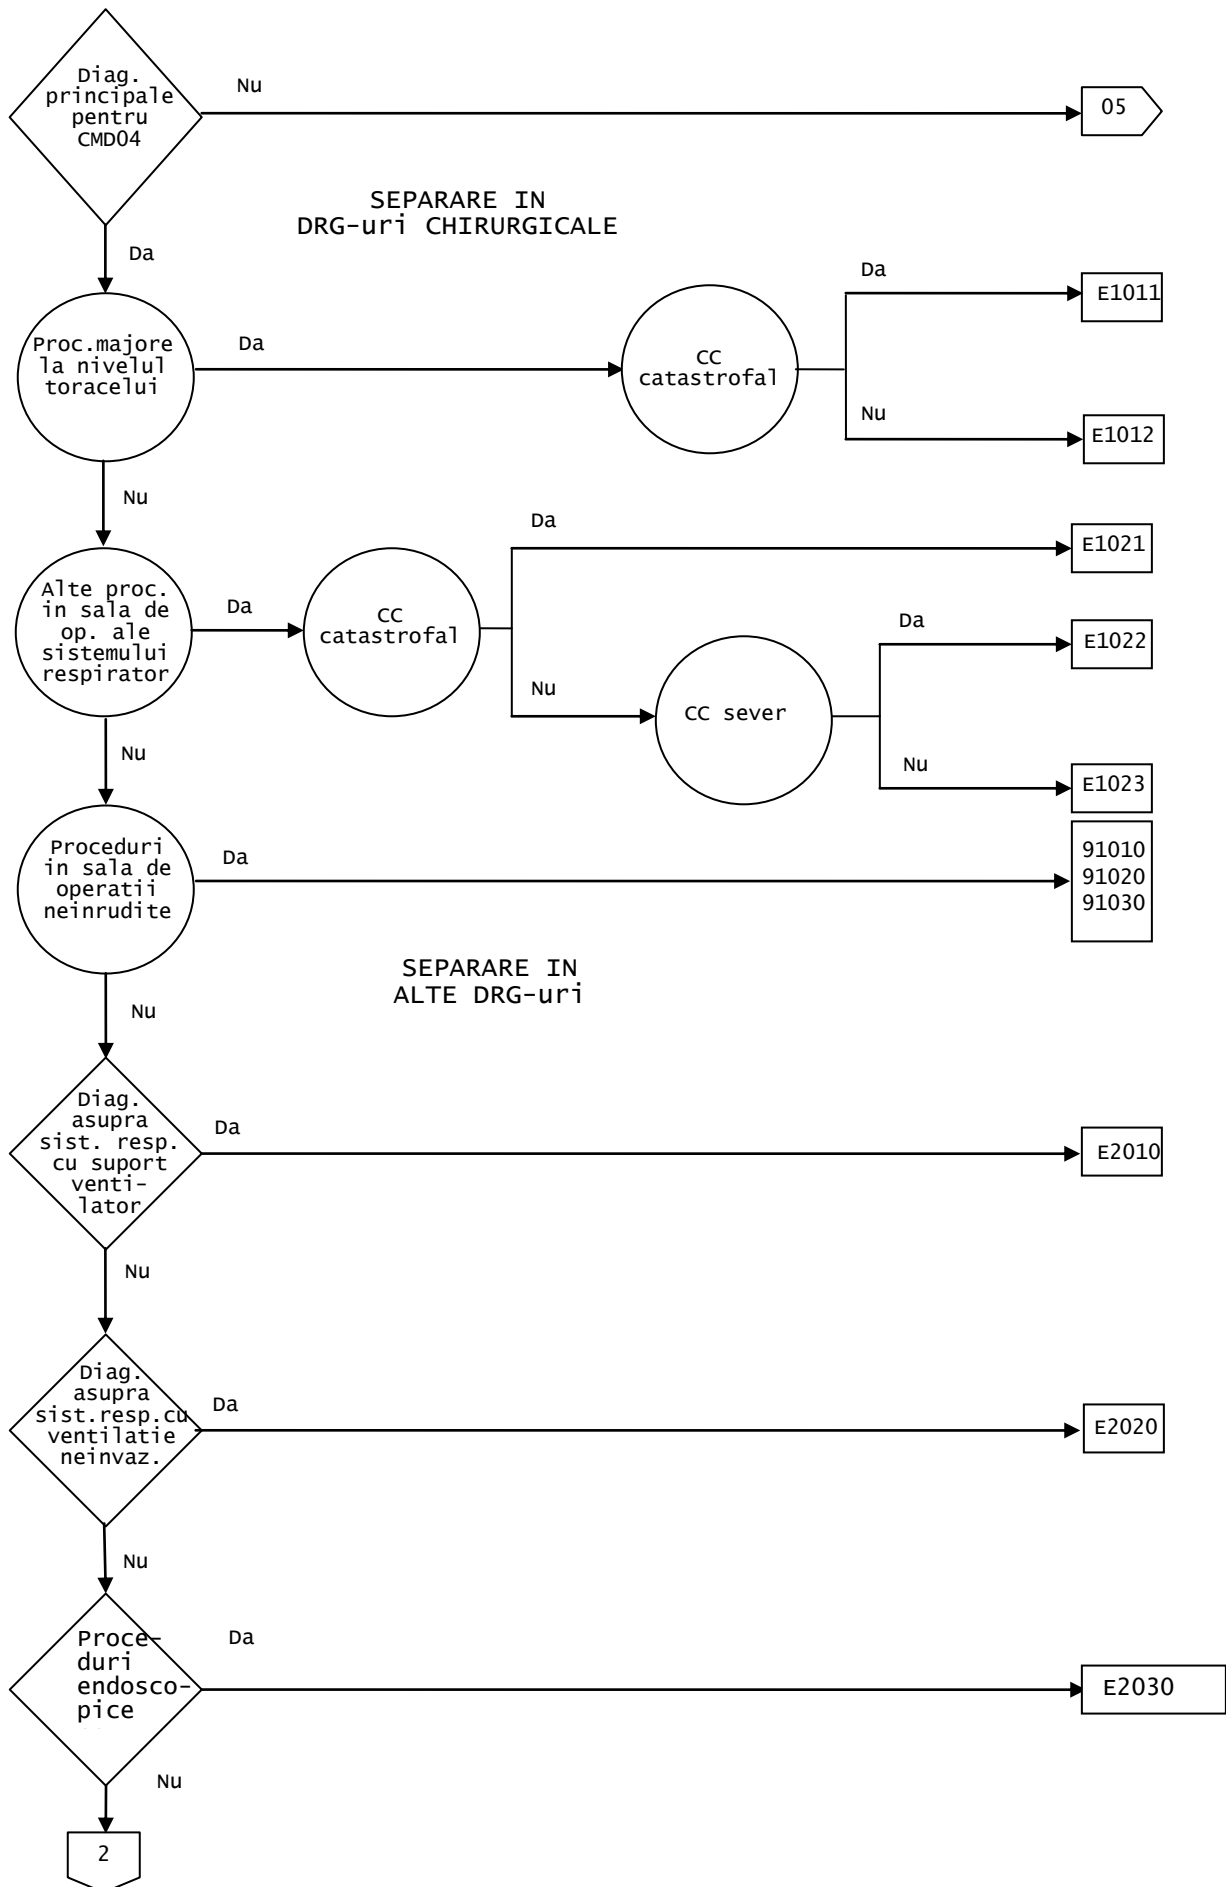 Diag.
principale
pentru
CMD04
Nu
05
SEPARARE IN
DRG-uri CHIRURGICALE
Da
Proc.majore
la nivelul
toracelui
Da
CC
catastrofal
Da
E1011
Nu
E1012
Nu
Alte proc.
in sala de
op. ale
sistemului
respirator
Da
CC
catastrofal
Da
E1021
Nu
CC sever
Da
E1022
Nu
E1023
Nu
Proceduri
in sala de
operatii
neinrudite
Da
91010
91020
91030
SEPARARE IN
ALTE DRG-uri
Nu
Diag.
asupra
sist. resp.
cu suport
venti-
lator
Da
E2010
Nu
Diag.
asupra
sist.resp.cu
ventilatie
neinvaz.
Da
E2020
Nu
Proce-
duri
endosco-
pice
Da
E2030
Nu
2